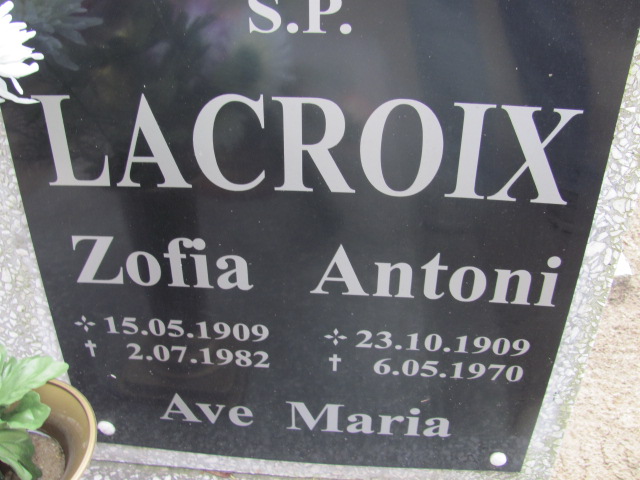 S.P.
LACROIX
Zofia Antoni
⊹ 15.05.1909 ⊹ 23.10.1909
† 2.07.1982 † 6.05.1970
Ave Maria